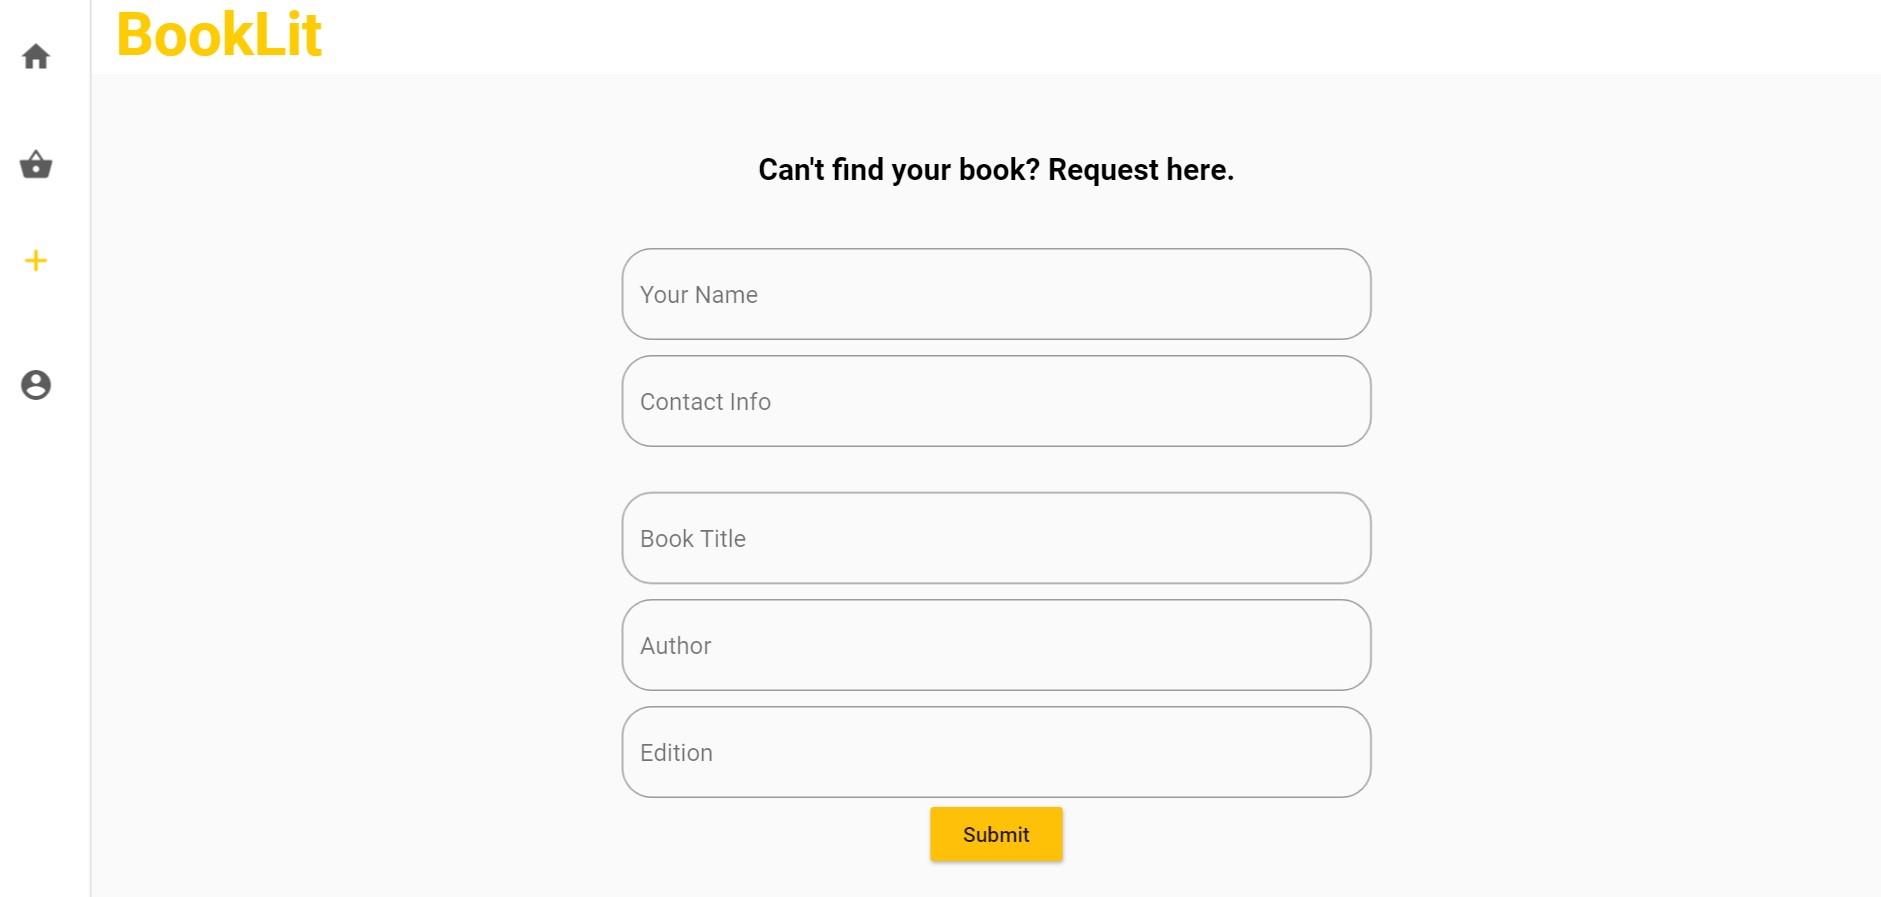 BookLit
Can't find your book? Request here.
Your Name
Contact Info
Book Title
Author
Edition
Submit